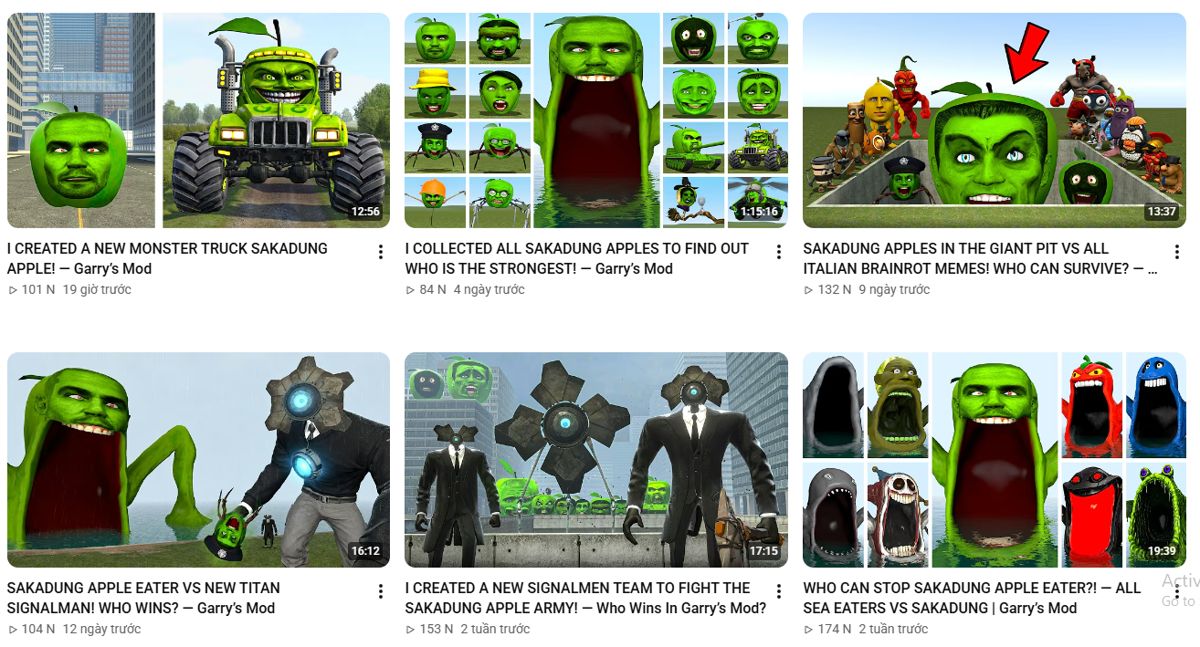 12:56
1:15:16
13:37
I CREATED A NEW MONSTER TRUCK SAKADUNG
APPLE! — Garry’s Mod
101 N 19 giờ trước
I COLLECTED ALL SAKADUNG APPLES TO FIND OUT
WHO IS THE STRONGEST! — Garry’s Mod
84 N 4 ngày trước
SAKADUNG APPLES IN THE GIANT PIT VS ALL
ITALIAN BRAINROT MEMES! WHO CAN SURVIVE? — ...
132 N 9 ngày trước
16:12
17:15
19:39
SAKADUNG APPLE EATER VS NEW TITAN
SIGNALMAN! WHO WINS? — Garry’s Mod
104 N 12 ngày trước
I CREATED A NEW SIGNALMEN TEAM TO FIGHT THE
SAKADUNG APPLE ARMY! — Who Wins In Garry’s Mod?
153 N 2 tuần trước
WHO CAN STOP SAKADUNG APPLE EATER?! — ALL
SEA EATERS VS SAKADUNG | Garry’s Mod
174 N 2 tuần trước
Activ
Go to